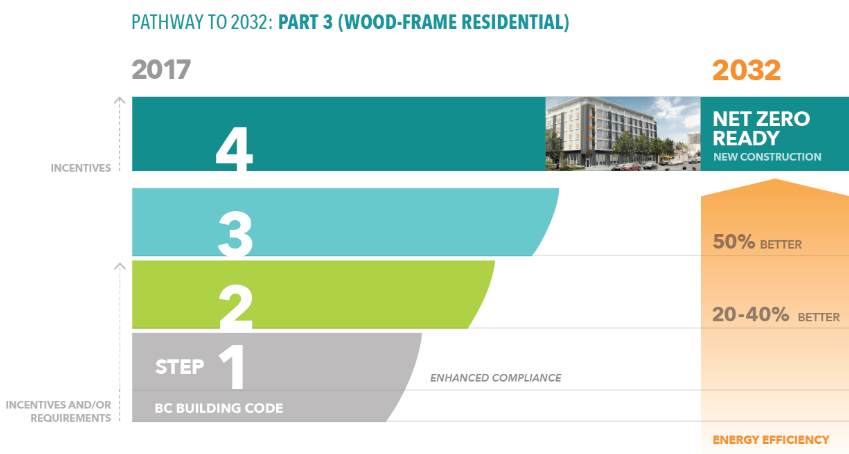 PATHWAY TO 2032: PART 3 (WOOD-FRAME RESIDENTIAL)
2017
2032
4
NET ZERO
READY
NEW CONSTRUCTION
INCENTIVES
3
50% BETTER
2
20-40% BETTER
STEP 1
ENHANCED COMPLIANCE
BC BUILDING CODE
INCENTIVES AND/OR
REQUIREMENTS
ENERGY EFFICIENCY